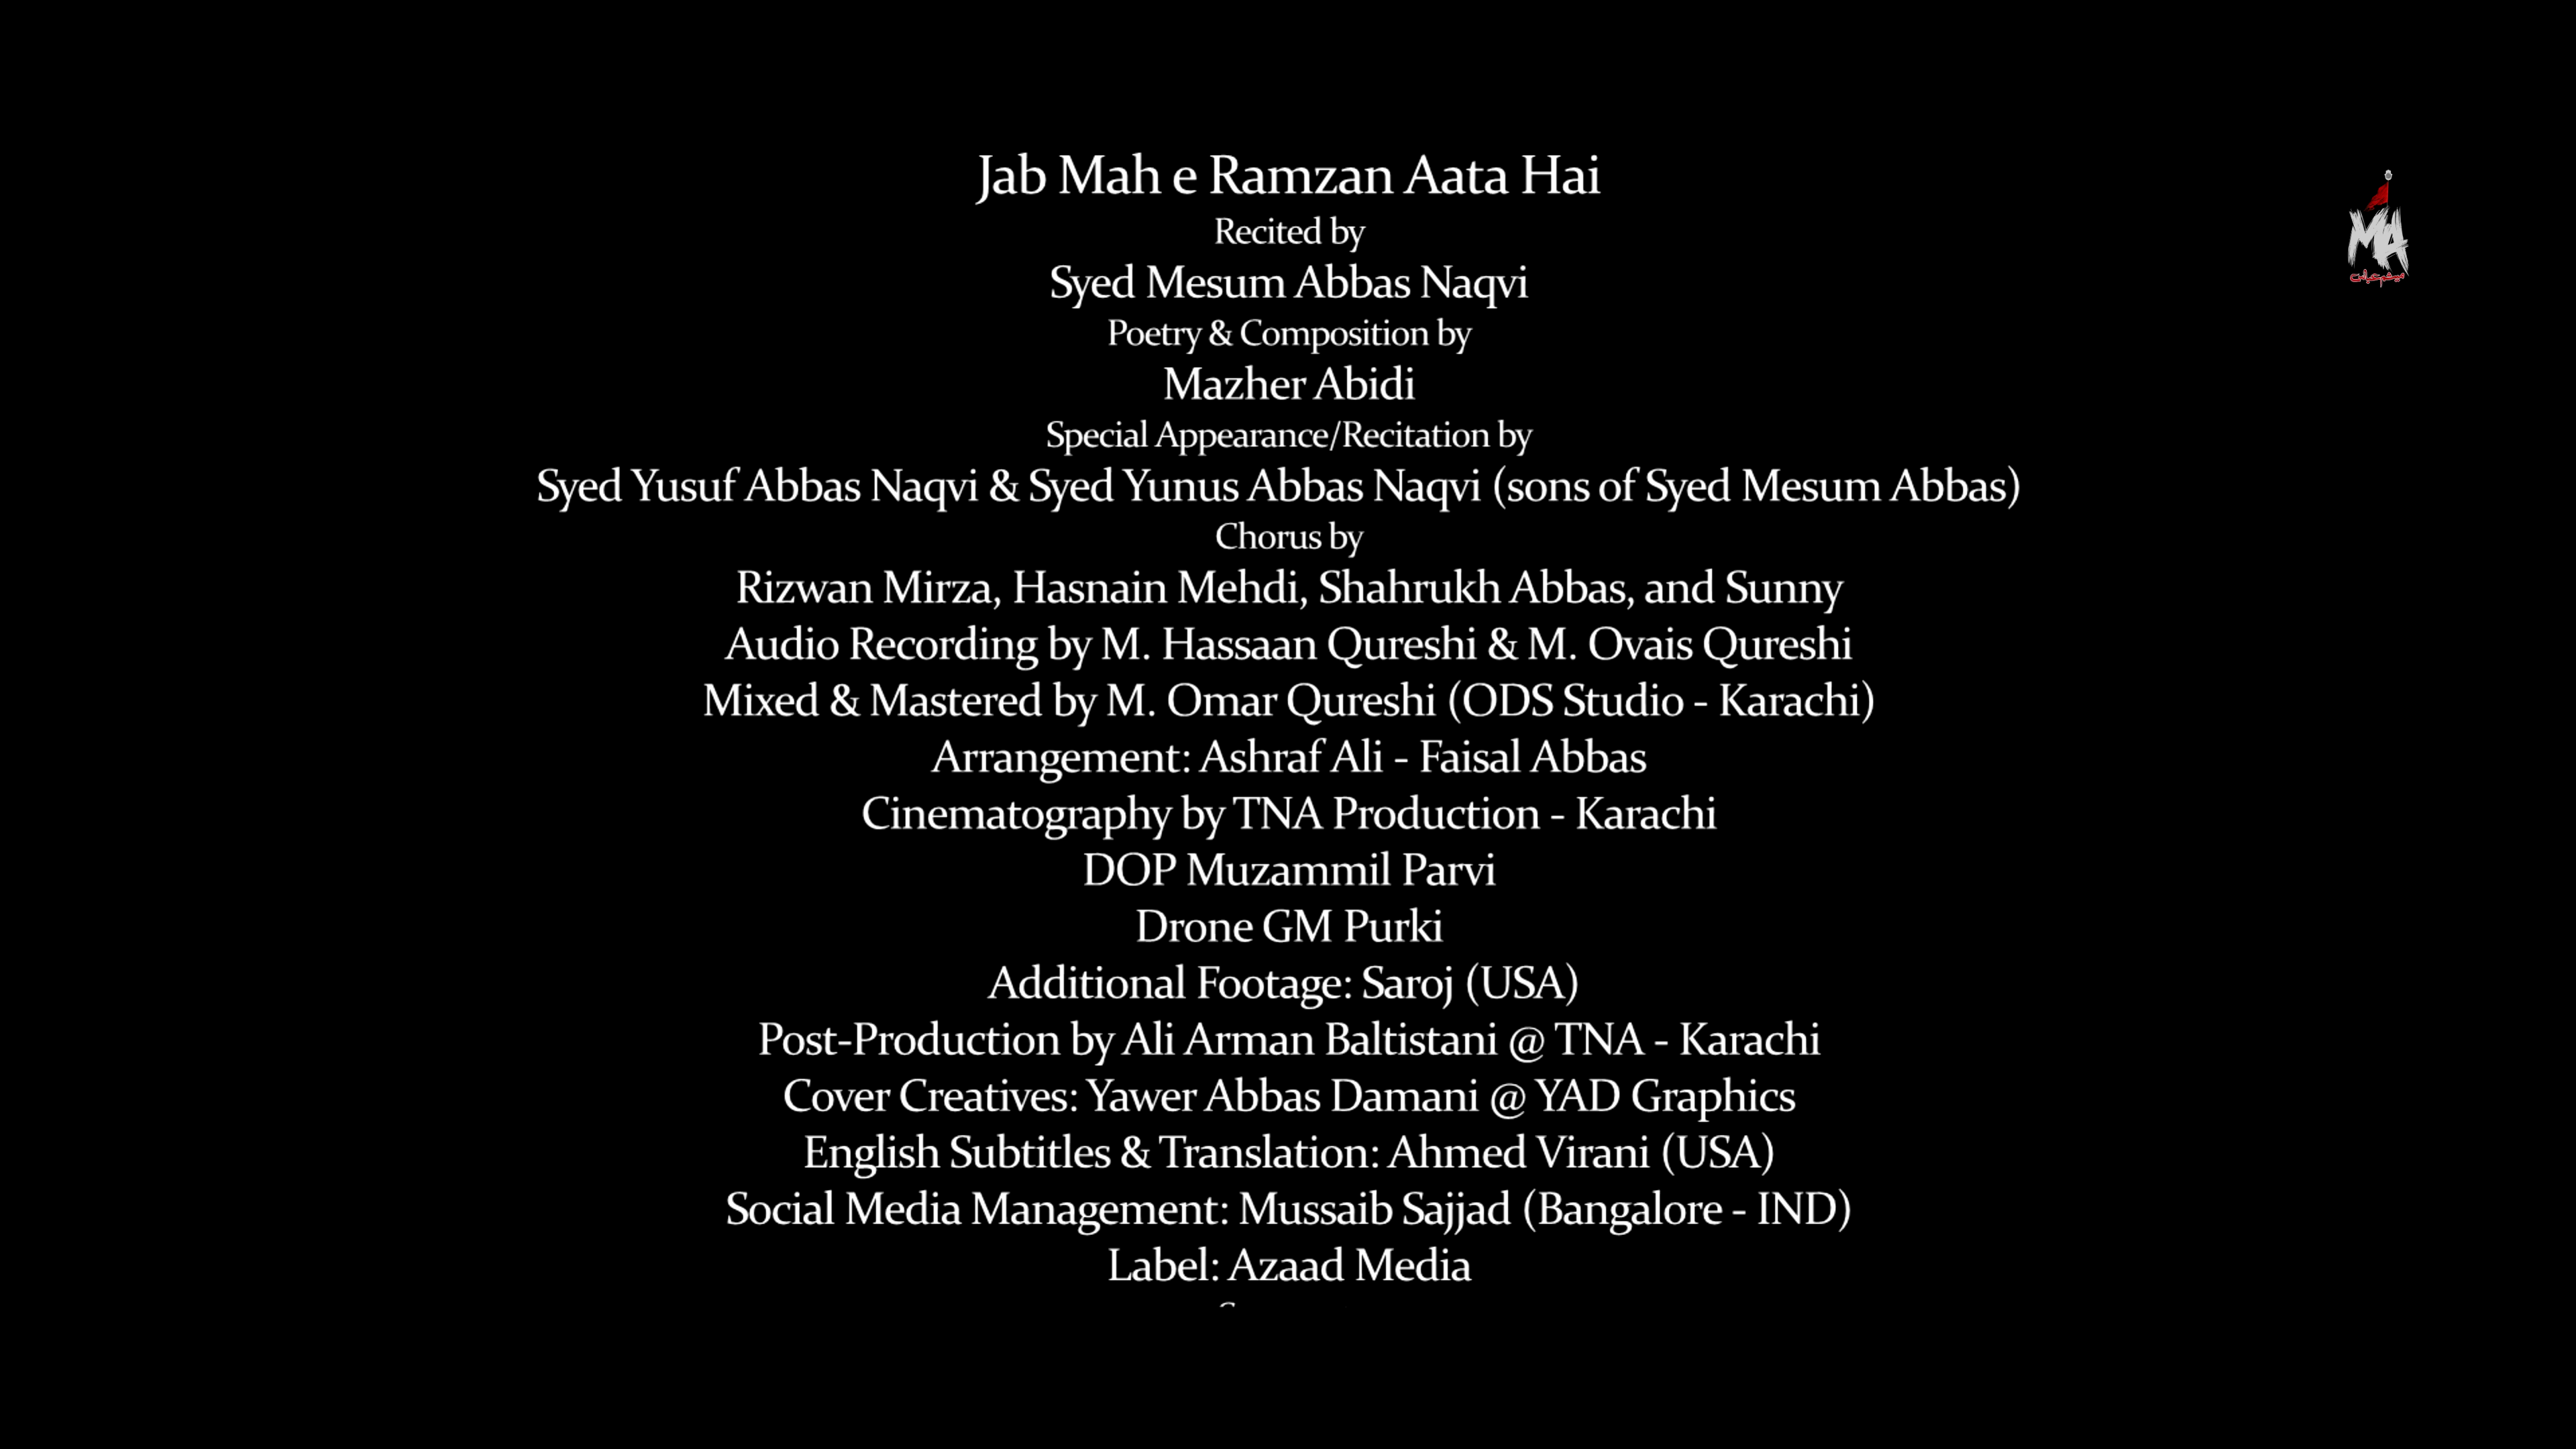 Jab Mah e Ramzan Aata Hai
Recited by
Syed Mesum Abbas Naqvi
Poetry & Composition by
Mazher Abidi
Special Appearance/Recitation by
Syed Yusuf Abbas Naqvi & Syed Yunus Abbas Naqvi (sons of Syed Mesum Abbas)
Chorus by
Rizwan Mirza, Hasnain Mehdi, Shahrukh Abbas, and Sunny
Audio Recording by M. Hassaan Qureshi & M. Ovais Qureshi
Mixed & Mastered by M. Omar Qureshi (ODS Studio - Karachi)
Arrangement: Ashraf Ali - Faisal Abbas
Cinematography by TNA Production - Karachi
DOP Muzammil Parvi
Drone GM Purki
Additional Footage: Saroj (USA)
Post-Production by Ali Arman Baltistani @ TNA - Karachi
Cover Creatives: Yawer Abbas Damani @ YAD Graphics
English Subtitles & Translation: Ahmed Virani (USA)
Social Media Management: Mussaib Sajjad (Bangalore - IND)
Label: Azaad Media
MA